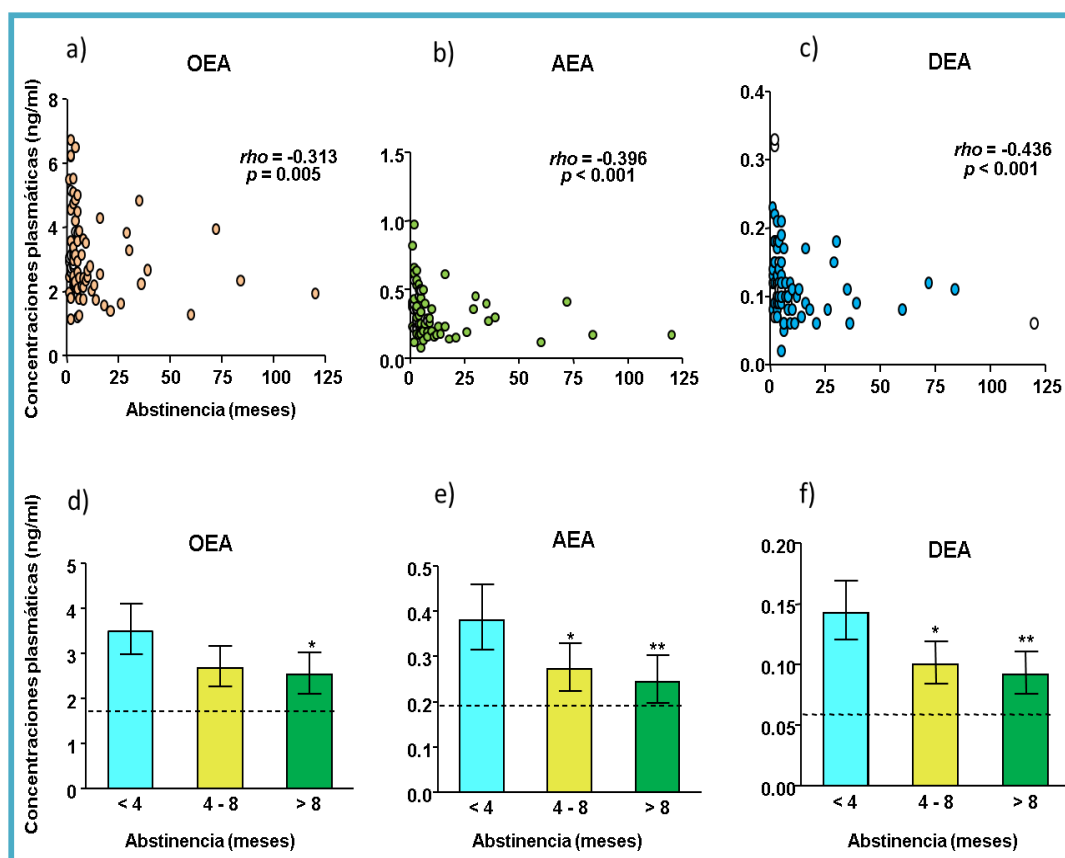 a)
OEA
Concentraciones plasmáticas (ng/ml)
8
6
4
2
0
rho = -0.313
p = 0.005
0 25 50 75 100 125
Abstinencia (meses)
b)
AEA
1.5
1.0
0.5
0.0
rho = -0.396
p < 0.001
0 25 50 75 100 125
Abstinencia (meses)
c)
DEA
0.4
0.3
0.2
0.1
0.0
rho = -0.436
p < 0.001
0 25 50 75 100 125
Abstinencia (meses)
d)
OEA
Concentraciones plasmáticas (ng/ml)
5
4
3
2
1
0
*
< 4 4 - 8 > 8
Abstinencia (meses)
e)
AEA
0.5
0.4
0.3
0.2
0.1
0.0
*
**
< 4 4 - 8 > 8
Abstinencia (meses)
f)
DEA
0.20
0.15
0.10
0.05
0.00
*
**
< 4 4 - 8 > 8
Abstinencia (meses)